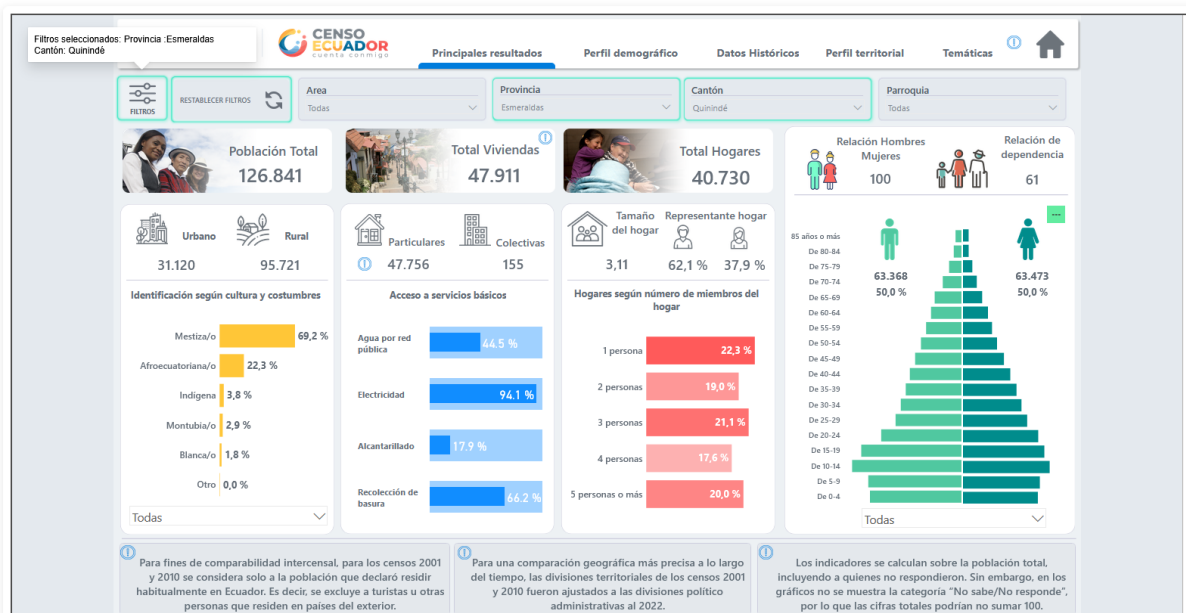 Filtros seleccionados: Provincia :Esmeraldas
Cantón: Quinindé
CENSO
ECUADOR
cuenta conmigo
Principales resultados
Perfil demográfico
Datos Históricos
Perfil territorial
Temáticas
FILTROS
RESTABLECER FILTROS
Area
Todas
Provincia
Esmeraldas
Cantón
Quinindé
Parroquia
Todas
Población Total
126.841
Total Viviendas
47.911
Total Hogares
40.730
Relación Hombres
Mujeres
100
Relación de
dependencia
61
Urbano
31.120
Rural
95.721
Identificación según cultura y costumbres
Mestiza/o 69,2 %
Afroecuatoriana/o 22,3 %
Indígena 3,8 %
Montubia/o 2,9 %
Blanca/o 1,8 %
Otro 0,0 %
Todas
Particulares
47.756
Colectivas
155
Acceso a servicios básicos
Agua por red
pública
44.5 %
Electricidad 94.1 %
Alcantarillado 17.9 %
Recolección de
basura
66.2 %
Tamaño
del hogar
3,11
Representante hogar
62,1 % 37,9 %
Hogares según número de miembros del
hogar
1 persona 22,3 %
2 personas 19,0 %
3 personas 21,1 %
4 personas 17,6 %
5 personas o más 20,0 %
...
85 años o más
De 80-84
De 75-79
De 70-74
De 65-69
De 60-64
De 55-59
De 50-54
De 45-49
De 40-44
De 35-39
De 30-34
De 25-29
De 20-24
De 15-19
De 10-14
De 5-9
De 0-4
63.368
50,0 %
63.473
50,0 %
Todas
Para fines de comparabilidad intercensal, para los censos 2001
y 2010 se considera solo a la población que declaró residir
habitualmente en Ecuador. Es decir, se excluye a turistas u otras
personas que residen en países del exterior.
Para una comparación geográfica más precisa a lo largo
del tiempo, las divisiones territoriales de los censos 2001
y 2010 fueron ajustados a las divisiones político
administrativas al 2022.
Los indicadores se calculan sobre la población total,
incluyendo a quienes no respondieron. Sin embargo, en los
gráficos no se muestra la categoría "No sabe/No responde",
por lo que las cifras totales podrían no suman 100.